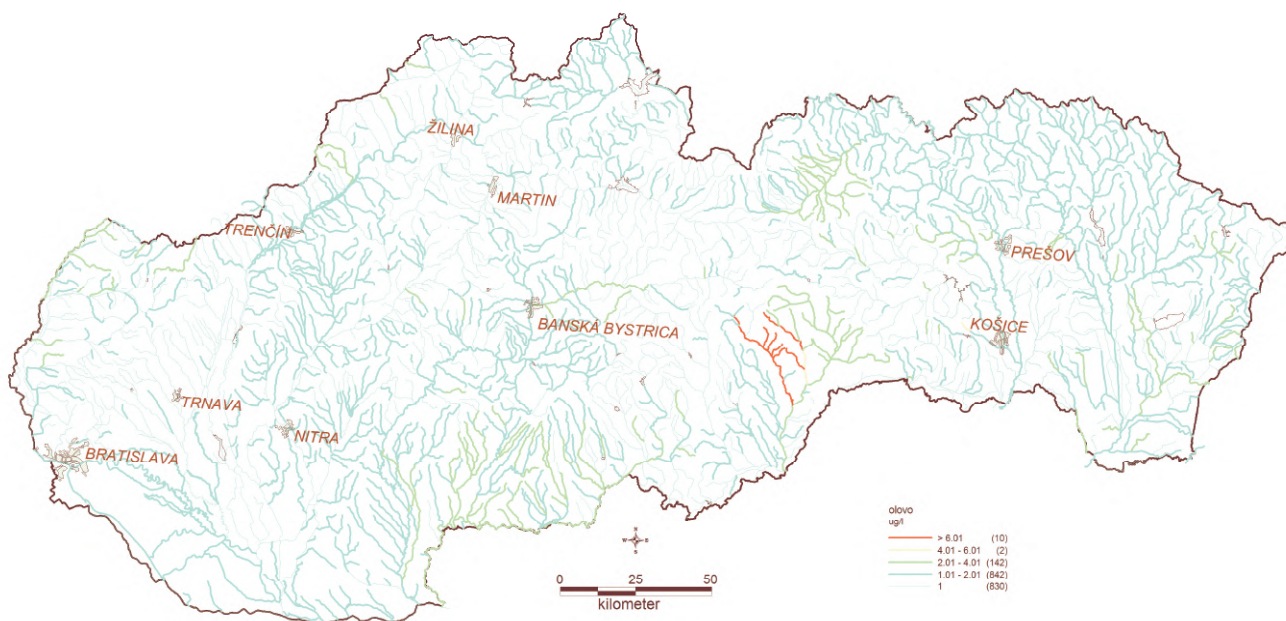 ŽILINA
MARTIN
TRENČÍN
PREŠOV
BANSKÁ BYSTRICA
KOŠICE
TRNAVA
NITRA
BRATISLAVA
olovo
ug/l
> 6.01 (10)
4.01 - 6.01 (2)
2.01 - 4.01 (142)
1.01 - 2.01 (842)
1 (830)
0 25 50
kilometer